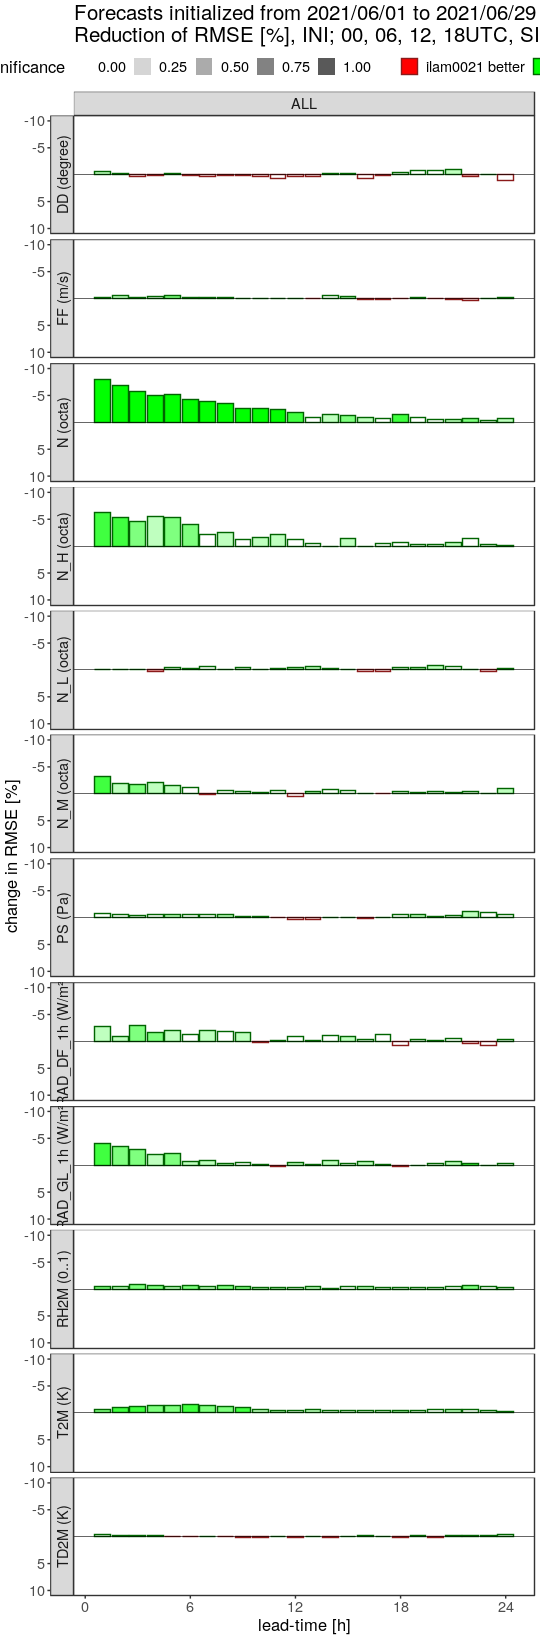 Forecasts initialized from 2021/06/01 to 2021/06/29
Reduction of RMSE [%], INI; 00, 06, 12, 18UTC,
nificance 0.00 0.25 0.50 0.75 1.00 ilam0021 better
ALL
change in RMSE [%]
-10
-5
5
10
DD (degree)
-10
-5
5
10
FF (m/s)
-10
-5
5
10
N (octa)
-10
-5
5
10
N_H (octa)
-10
-5
5
10
N_L (octa)
-10
-5
5
10
N_M (octa)
-10
-5
5
10
PS (Pa)
-10
-5
5
10
RAD_DF_1h (W/m²
-10
-5
5
10
RAD_GL_1h (W/m²
-10
-5
5
10
RH2M (0..1)
-10
-5
5
10
T2M (K)
-10
-5
5
10
TD2M (K)
0 6 12 18 24
lead-time [h]